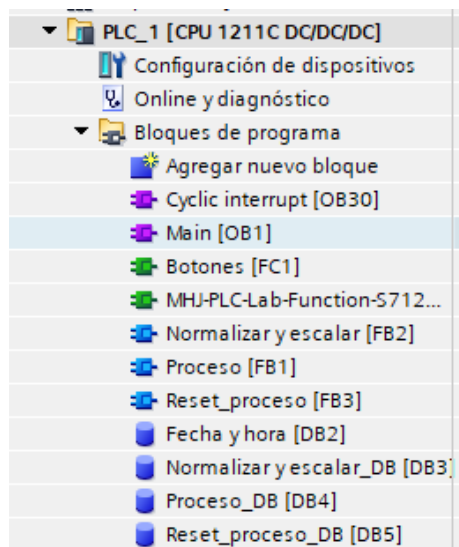 PLC_1 [CPU 1211C DC/DC/DC]
Configuración de dispositivos
Online y diagnóstico
Bloques de programa
Agregar nuevo bloque
Cyclic interrupt [OB30]
Main [OB1]
Botones [FC1]
MHJ-PLC-Lab-Function-S712...
Normalizar y escalar [FB2]
Proceso [FB1]
Reset_proceso [FB3]
Fecha y hora [DB2]
Normalizar y escalar_DB [DB3]
Proceso_DB [DB4]
Reset_proceso_DB [DB5]